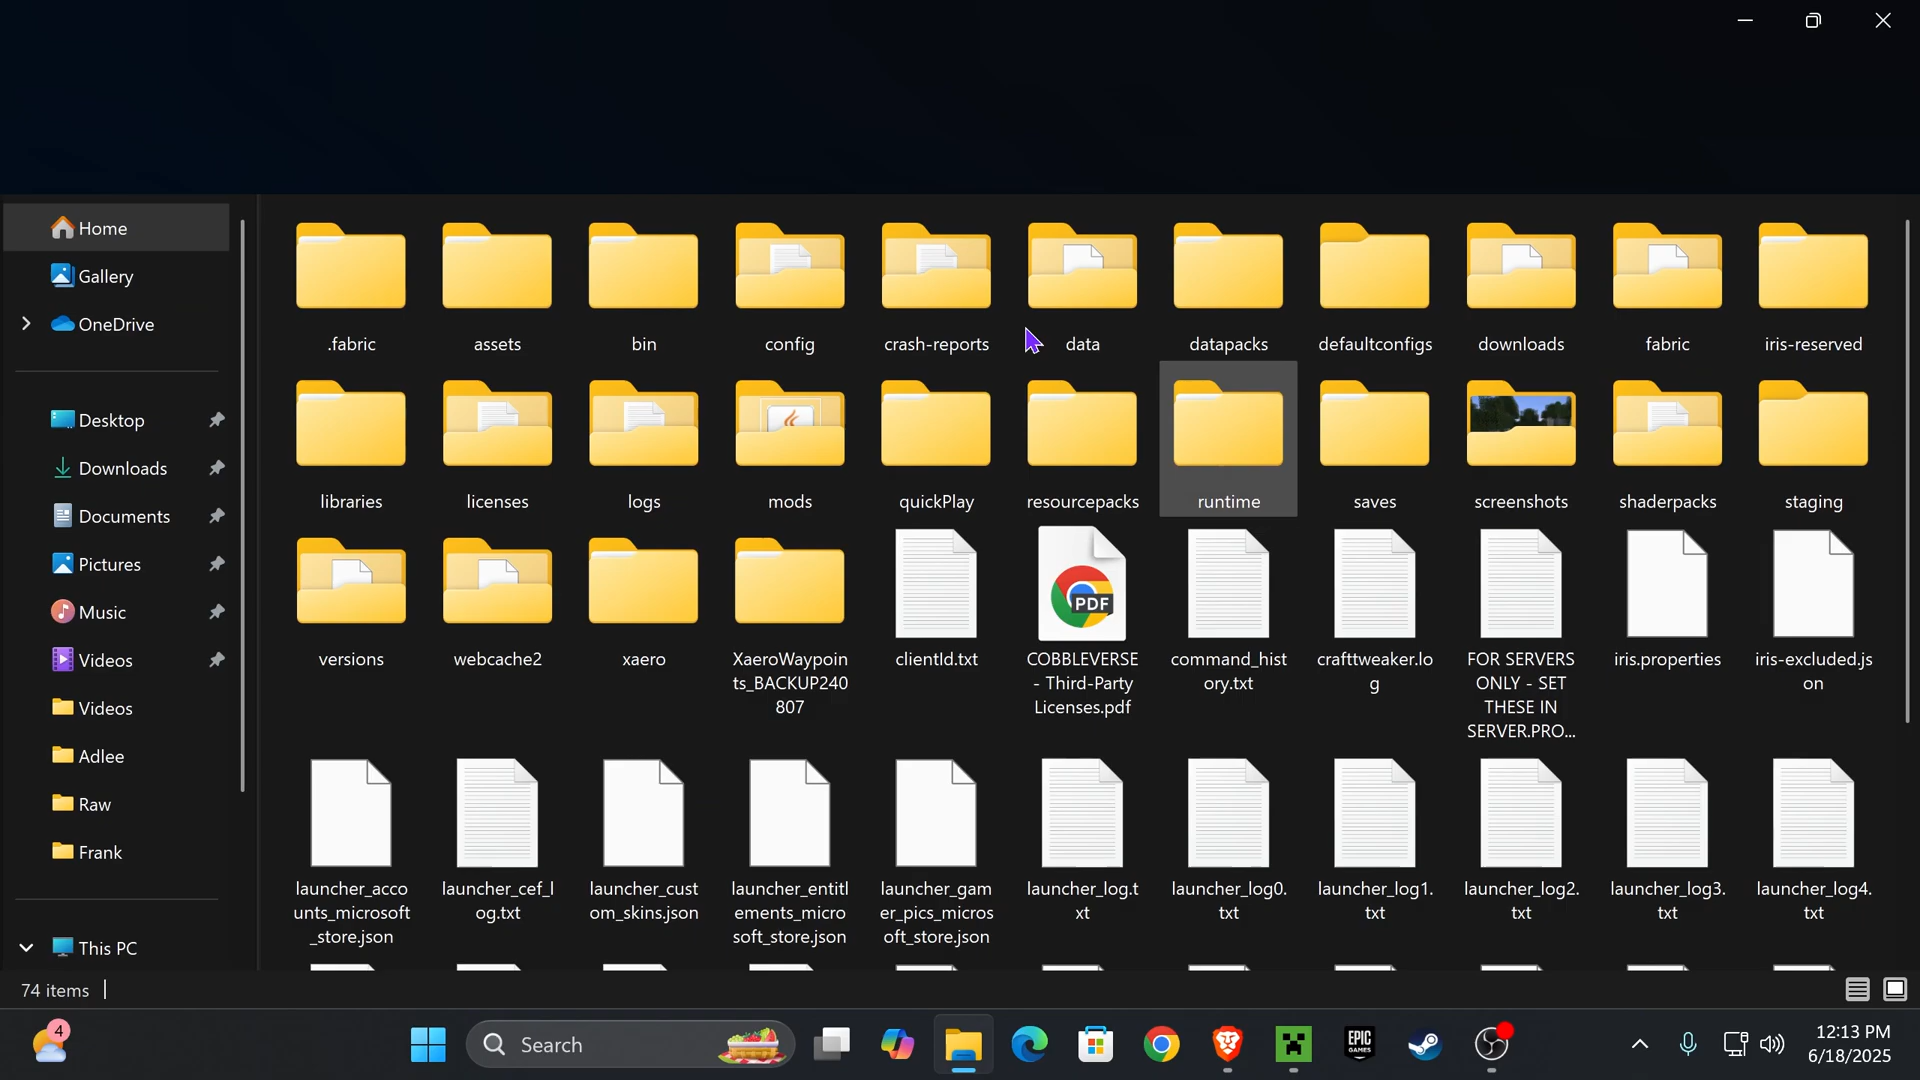 Home
Gallery
OneDrive
Desktop
Downloads
Documents
Pictures
Music
Videos
Videos
Adlee
Raw
Frank
This PC
.fabric
assets
bin
config
crash-reports
data
datapacks
defaultconfigs
downloads
fabric
iris-reserved
libraries
licenses
logs
mods
quickPlay
resourcepacks
runtime
saves
screenshots
shaderpacks
staging
versions
webcache2
xaero
XaeroWaypoin
ts_BACKUP240
807
clientId.txt
PDF
COBBLEVERSE
- Third-Party
Licenses.pdf
command_hist
ory.txt
crafttweaker.lo
g
FOR SERVERS
ONLY - SET
THESE IN
SERVER.PRO...
iris.properties
iris-excluded.js
on
launcher_acco
unts_microsoft
_store.json
launcher_cef_l
og.txt
launcher_cust
om_skins.json
launcher_entitl
ements_micro
soft_store.json
launcher_gam
er_pics_micros
oft_store.json
launcher_log.t
xt
launcher_log0.
txt
launcher_log1.
txt
launcher_log2.
txt
launcher_log3.
txt
launcher_log4.
txt
74 items
4
Search
EPIC
GAMES
12:13 PM
6/18/2025